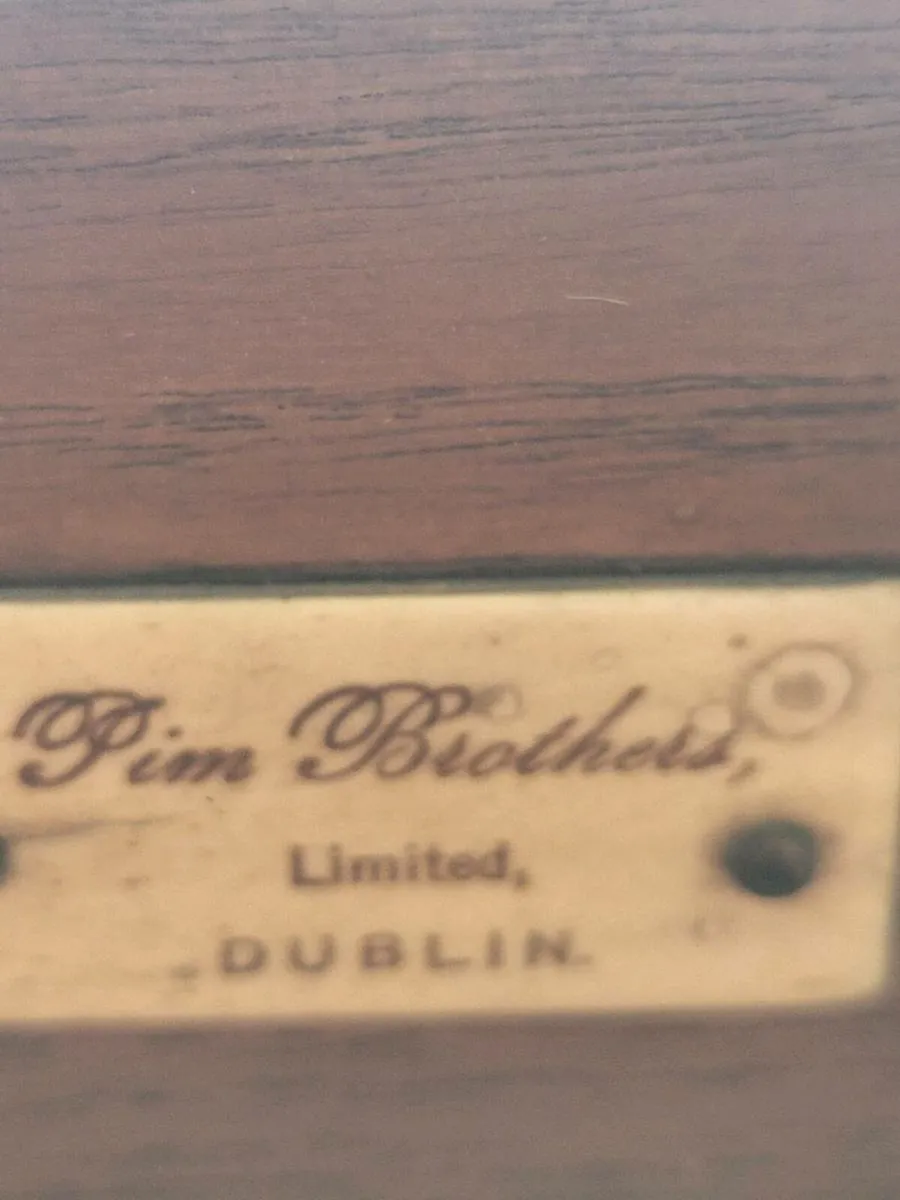 Pim Brothers,
Limited,
DUBLIN.